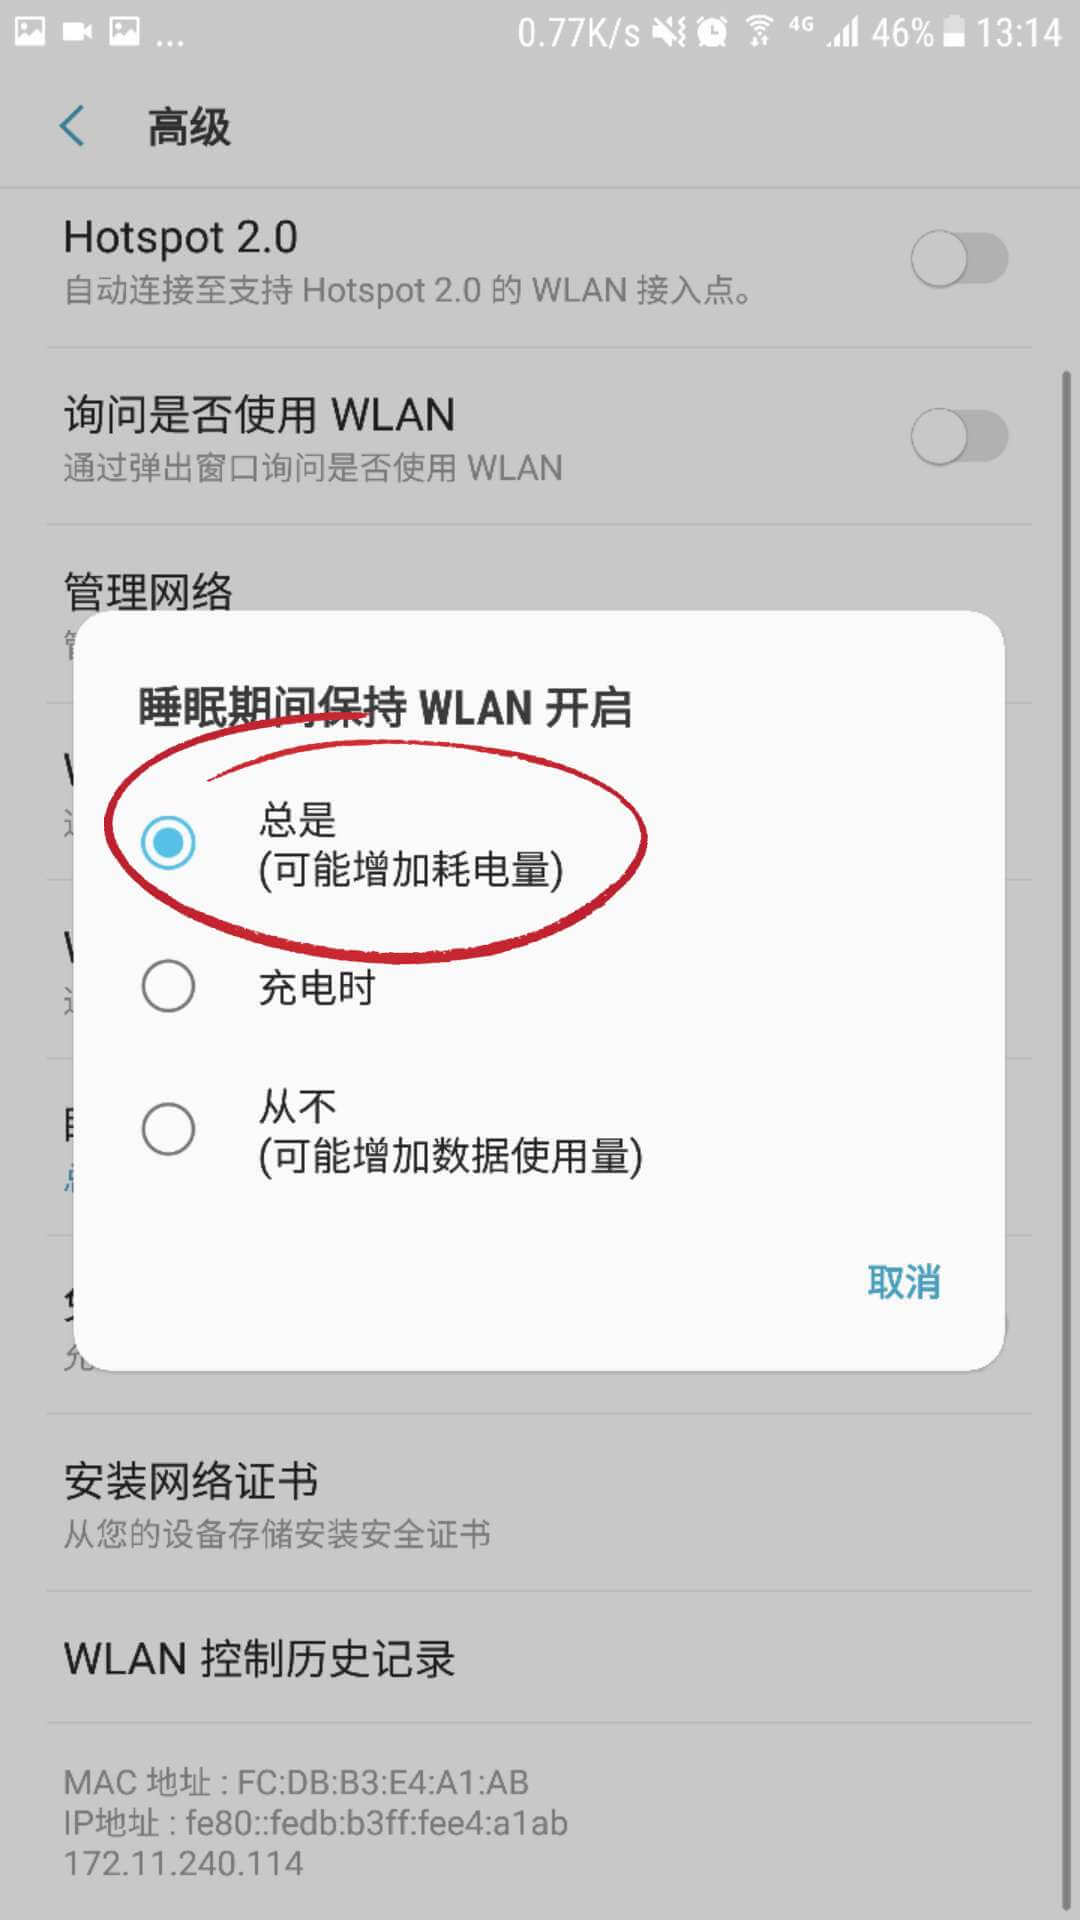 ... 0.77K/s 4G 46% 13:14
高级
Hotspot 2.0
自动连接至支持 Hotspot 2.0 的 WLAN 接入点。
询问是否使用 WLAN
通过弹出窗口询问是否使用 WLAN
管理网络
睡眠期间保持 WLAN 开启
总是
(可能增加耗电量)
充电时
从不
(可能增加数据使用量)
取消
安装网络证书
从您的设备存储安装安全证书
WLAN 控制历史记录
MAC 地址 : FC:DB:B3:E4:A1:AB
IP地址 : fe80::fedb:b3ff:fee4:a1ab
172.11.240.114